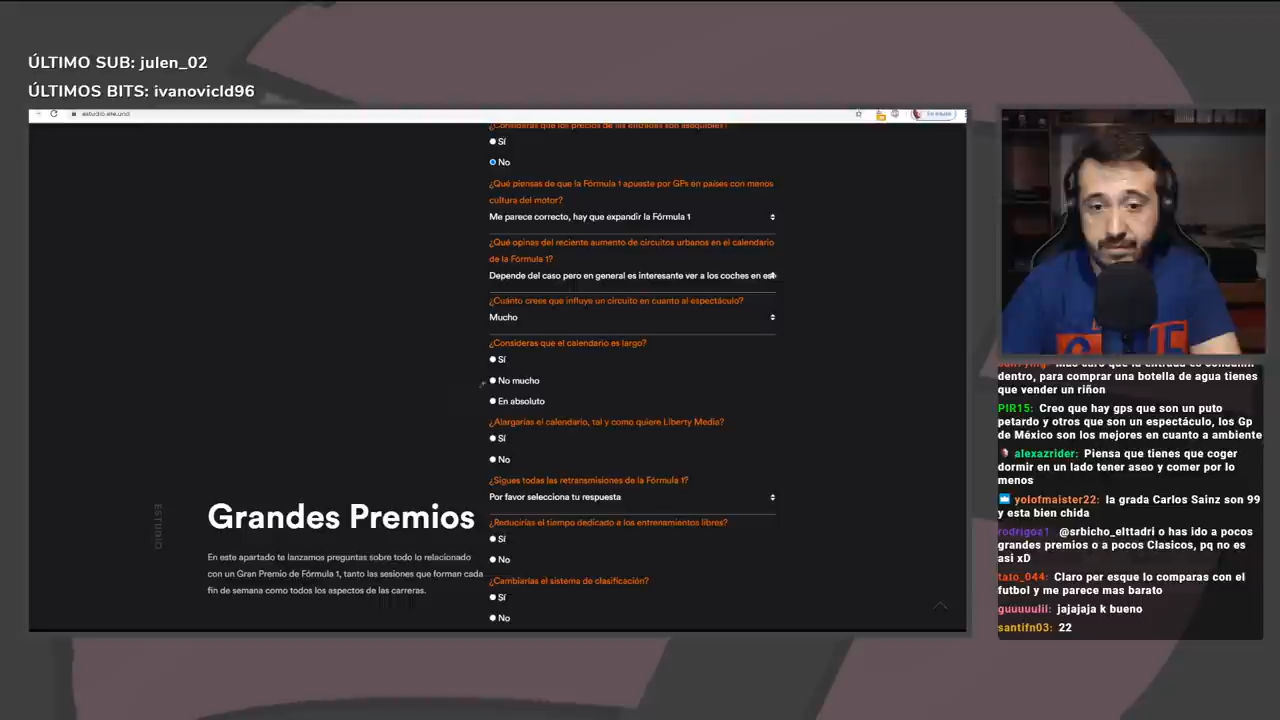 ÚLTIMO SUB: julen_02
ÚLTIMOS BITS: ivanovicld96
¿Consideras que los precios de las entradas son asequibles?
Sí
No
¿Qué piensas de que la Fórmula 1 apueste por GPs en países con menos
cultura del motor?
Me parece correcto, hay que expandir la Fórmula 1
¿Qué opinas del reciente aumento de circuitos urbanos en el calendario
de la Fórmula 1?
Depende del caso pero en general es interesante ver a los coches en est
¿Cuánto crees que influye un circuito en cuanto al espectáculo?
Mucho
¿Consideras que el calendario es largo?
Sí
No mucho
En absoluto
¿Alargarías el calendario, tal y como quiere Liberty Media?
Sí
No
¿Sigues todas las retransmisiones de la Fórmula 1?
Por favor selecciona tu respuesta
¿Reducirías el tiempo dedicado a los entrenamientos libres?
Sí
No
¿Cambiarías el sistema de clasificación?
Sí
No
ESTUDIO
Grandes Premios
En este apartado te lanzamos preguntas sobre todo lo relacionado
con un Gran Premio de Fórmula 1, tanto las sesiones que forman cada
fin de semana como todos los aspectos de las carreras.
dentro, para comprar una botella de agua tienes
que vender un riñon
PIR15: Creo que hay gps que son un puto
petardo y otros que son un espectáculo, los Gp
de México son los mejores en cuanto a ambiente
alexazrider: Piensa que tienes que coger
dormir en un lado tener aseo y comer por lo
menos
yolofmaister22: la grada Carlos Sainz son 99
y esta bien chida
rodrigoz1: @srbicho_elttadri o has ido a pocos
grandes premios o a pocos Clasicos, pq no es
asi xD
tato_044: Claro per esque lo comparas con el
futbol y me parece mas barato
guuuuulil: jajajaja k bueno
santifn03: 22